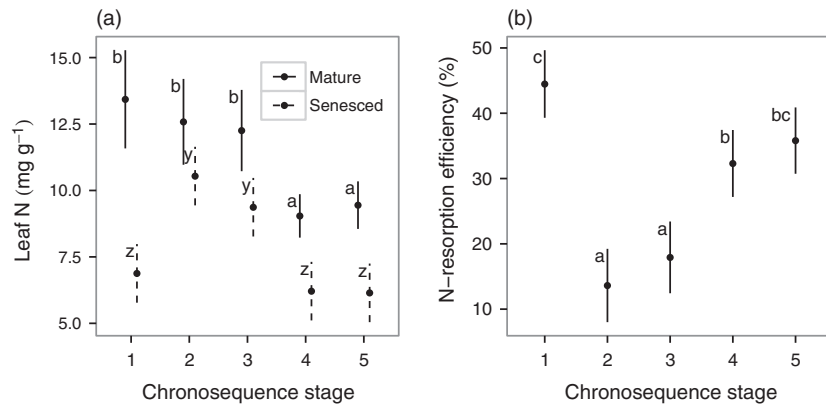 (a)
Leaf N (mg g⁻¹)
15.0
12.5
10.0
7.5
5.0
b
b
b
a
a
z
y
y
z
z
Mature
Senesced
1 2 3 4 5
Chronosequence stage
(b)
N−resorption efficiency (%)
50
40
30
20
10
c
a
a
b
bc
1 2 3 4 5
Chronosequence stage